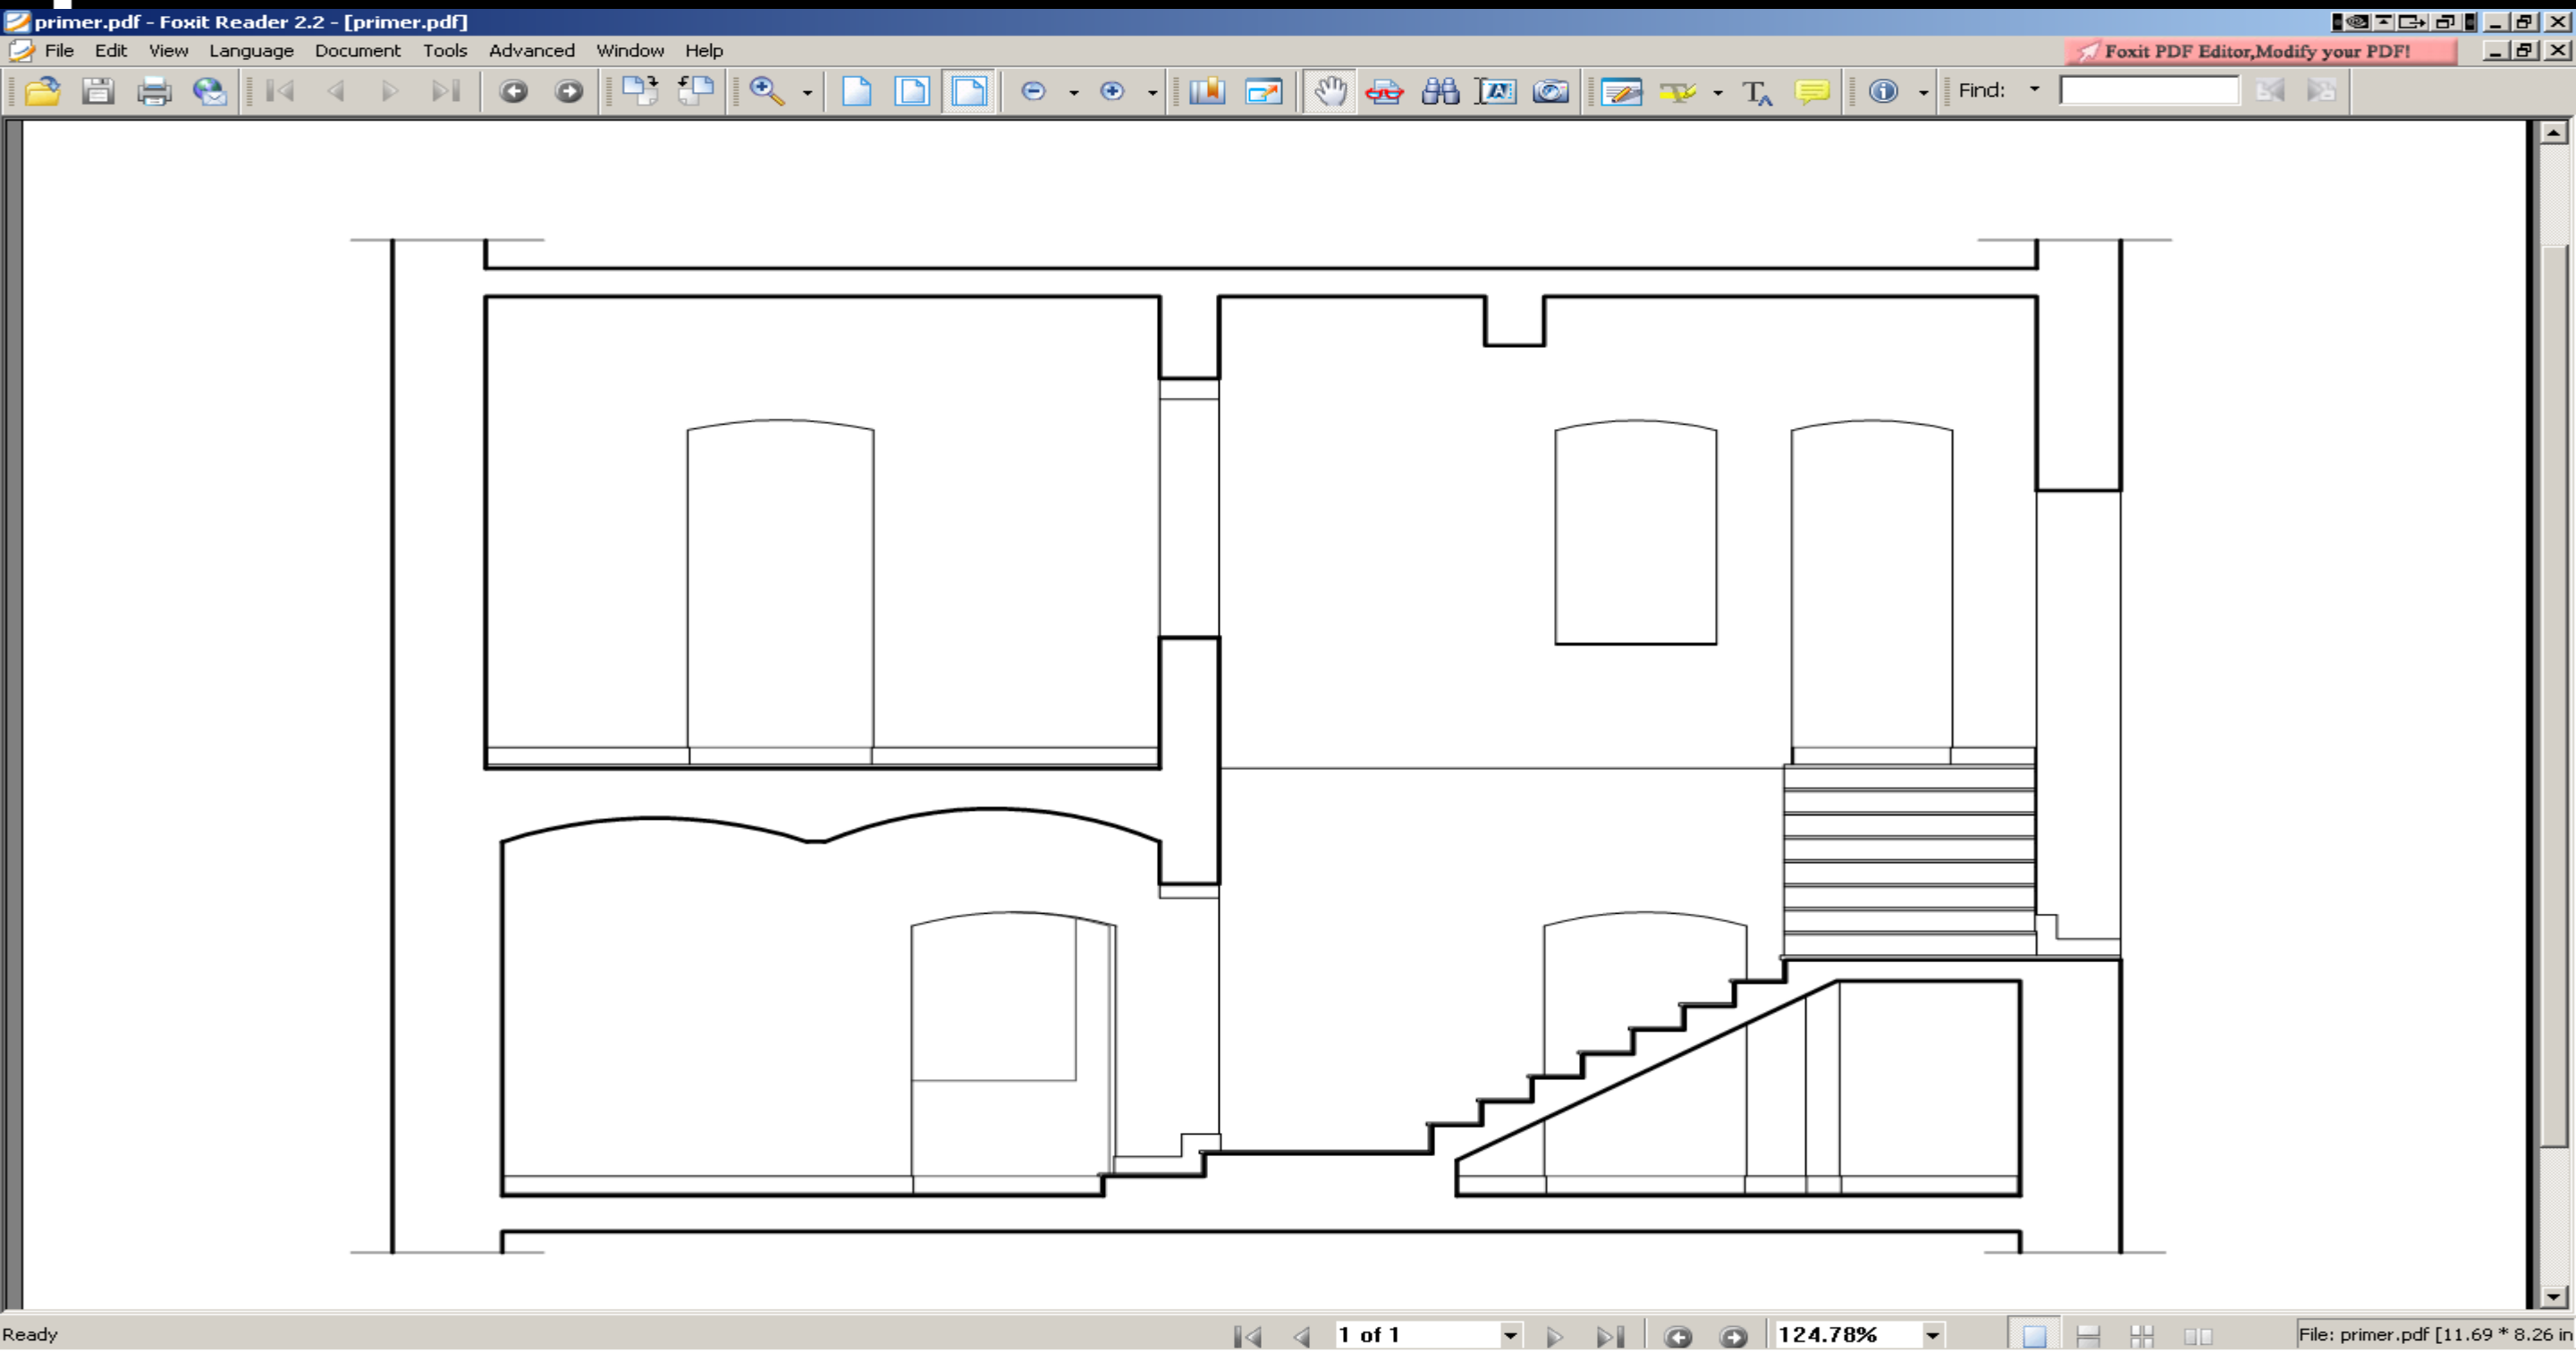 primer.pdf - Foxit Reader 2.2 - [primer.pdf]
File Edit View Language Document Tools Advanced Window Help
Foxit PDF Editor,Modify your PDF!
Find:
Ready
1 of 1
124.78%
File: primer.pdf [11.69 * 8.26 in